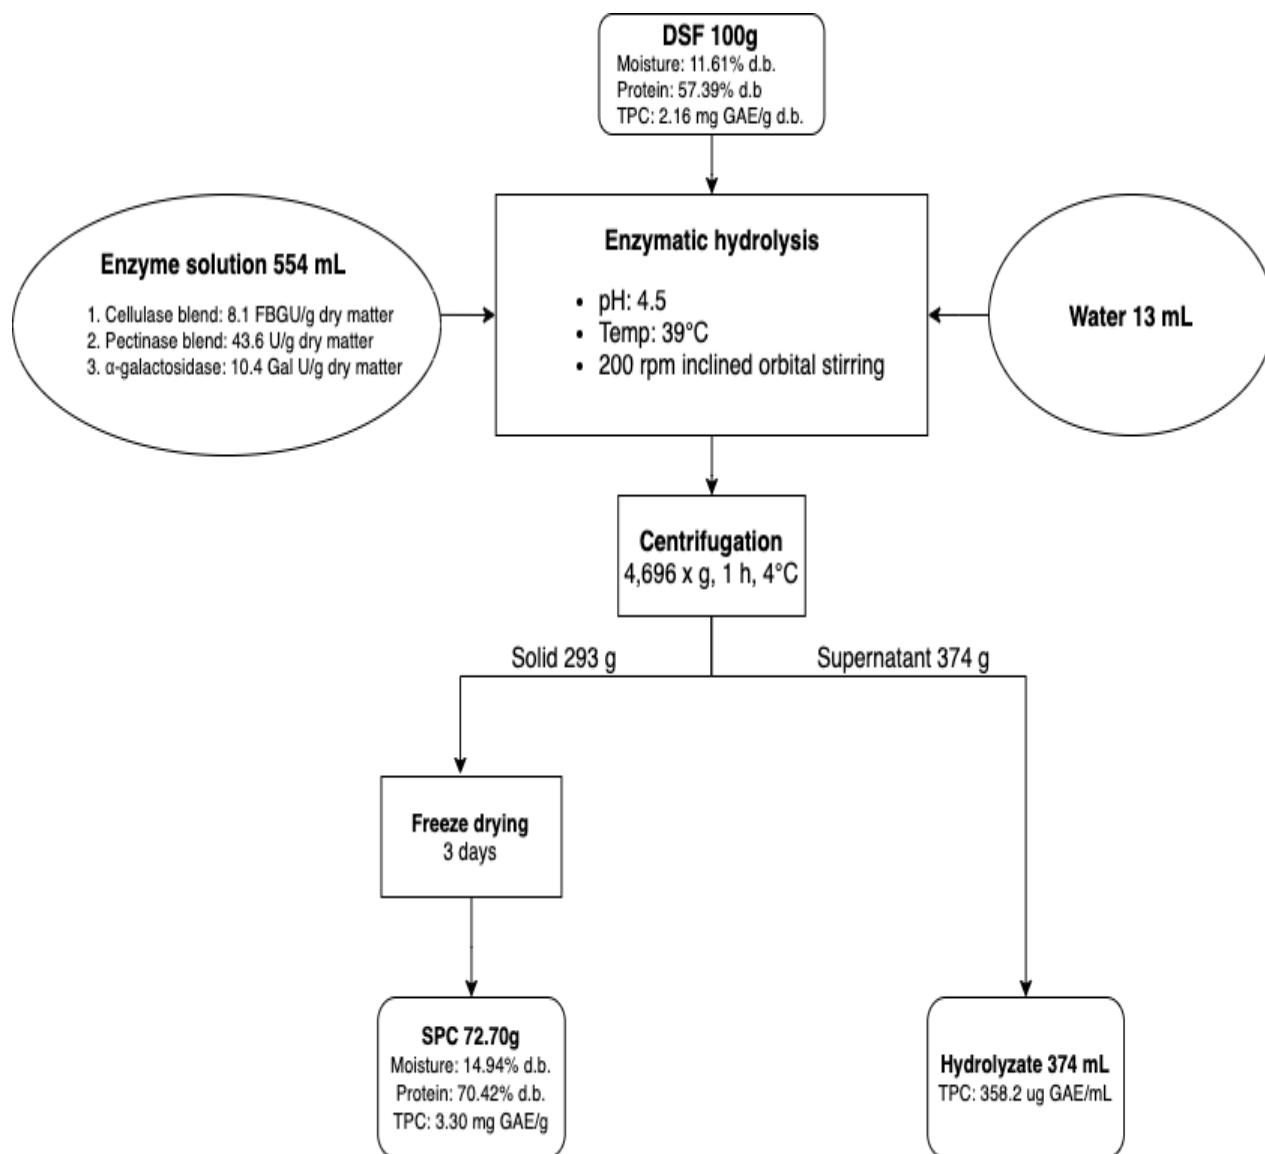 DSF 100g
Moisture: 11.61% d.b.
Protein: 57.39% d.b
TPC: 2.16 mg GAE/g d.b.
Enzyme solution 554 mL
1. Cellulase blend: 8.1 FBGU/g dry matter
2. Pectinase blend: 43.6 U/g dry matter
3. α-galactosidase: 10.4 Gal U/g dry matter
Enzymatic hydrolysis
• pH: 4.5
• Temp: 39°C
• 200 rpm inclined orbital stirring
Water 13 mL
Centrifugation
4,696 x g, 1 h, 4°C
Solid 293 g
Supernatant 374 g
Freeze drying
3 days
SPC 72.70g
Moisture: 14.94% d.b.
Protein: 70.42% d.b.
TPC: 3.30 mg GAE/g
Hydrolyzate 374 mL
TPC: 358.2 ug GAE/mL